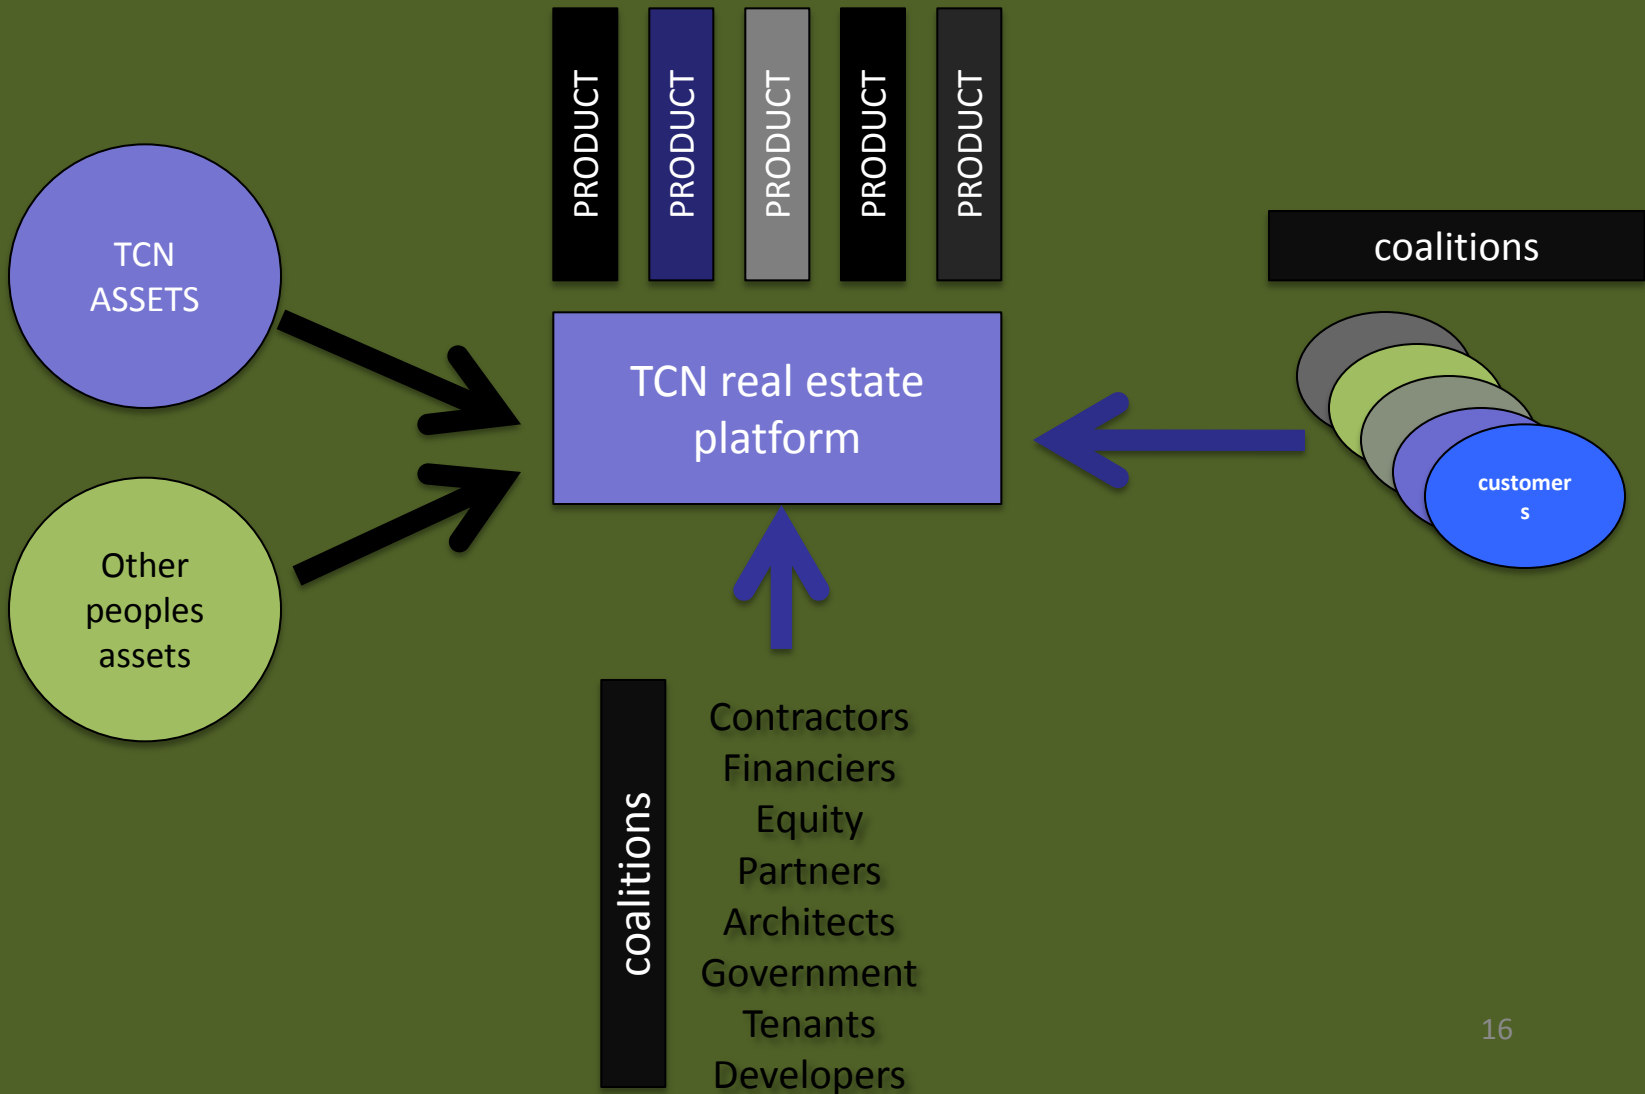 PRODUCT
PRODUCT
PRODUCT
PRODUCT
PRODUCT
TCN
ASSETS
coalitions
TCN real estate
platform
customer
s
Other
peoples
assets
coalitions
Contractors
Financiers
Equity
Partners
Architects
Government
Tenants
Developers
16